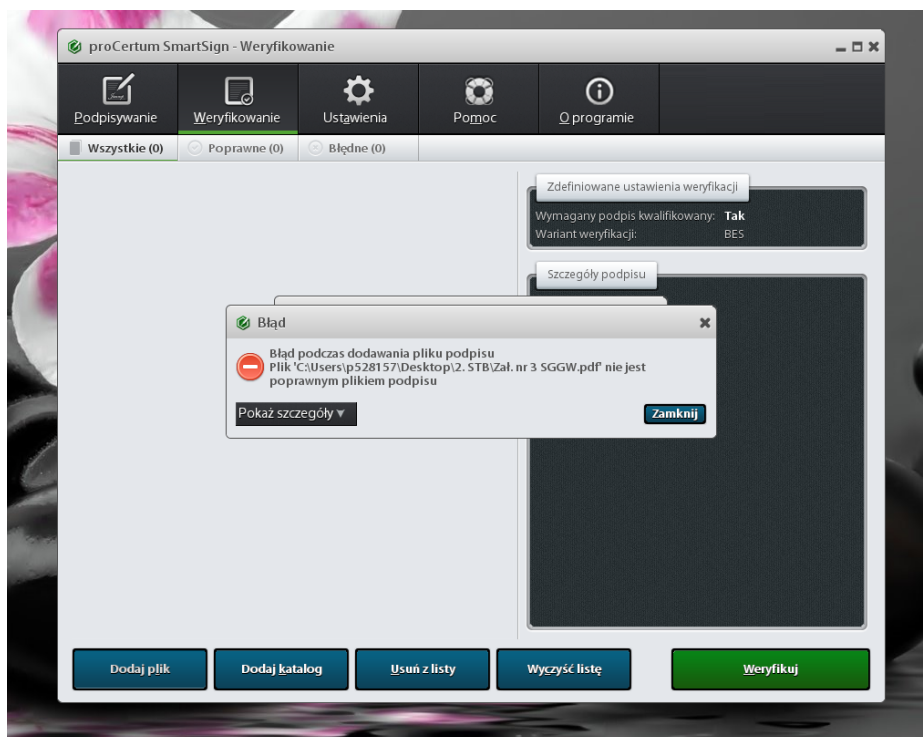 proCertum SmartSign - Weryfikowanie
Podpisywanie
Weryfikowanie
Ustawienia
Pomoc
O programie
Wszystkie (0)
Poprawne (0)
Błędne (0)
Zdefiniowane ustawienia weryfikacji
Wymagany podpis kwalifikowany: Tak
Wariant weryfikacji: BES
Szczegóły podpisu
Błąd
Błąd podczas dodawania pliku podpisu
Plik 'C:\Users\p528157\Desktop\2. STB\Zał. nr 3 SGGW.pdf' nie jest
poprawnym plikiem podpisu
Pokaż szczegóły
Zamknij
Dodaj plik
Dodaj katalog
Usuń z listy
Wyczyść listę
Weryfikuj